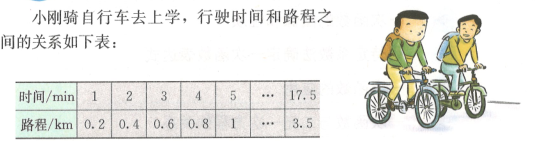 小刚骑自行车去上学，行驶时间和路程之
间的关系如下表：
时间/min 1 2 3 4 5 … 17.5
路程/km 0.2 0.4 0.6 0.8 1 … 3.5